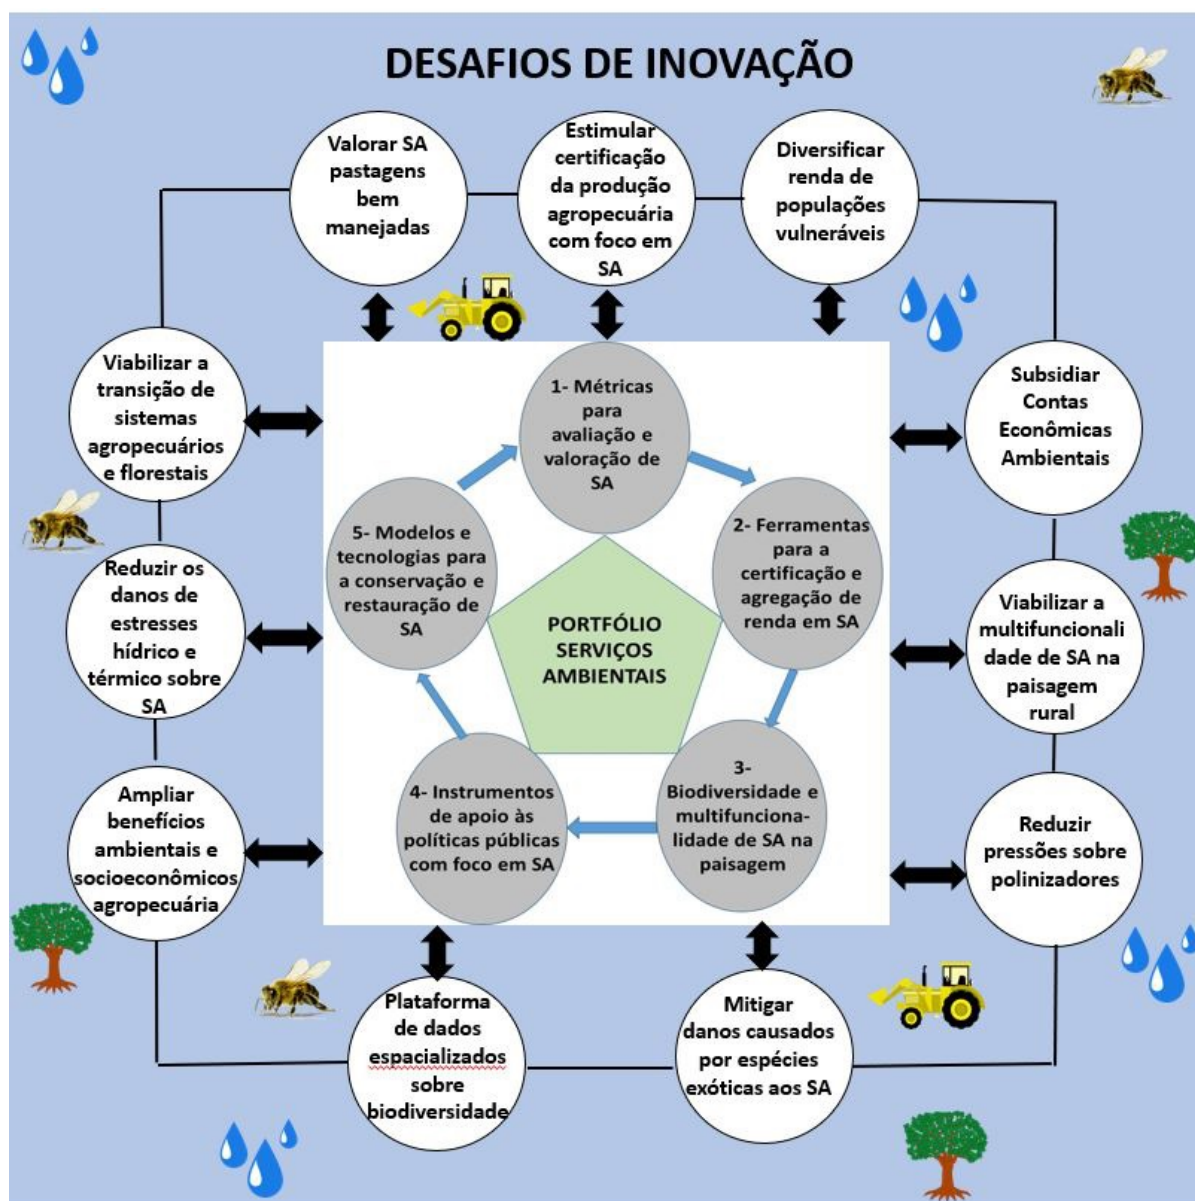 DESAFIOS DE INOVAÇÃO
Valorar SA
pastagens
bem
manejadas
Estimular
certificação
da produção
agropecuária
com foco em
SA
Diversificar
renda de
populações
vulneráveis
Viabilizar a
transição de
sistemas
agropecuários
e florestais
Subsidiar
Contas
Econômicas
Ambientais
1- Métricas
para
avaliação e
valoração de
SA
2- Ferramentas
para a
certificação e
agregação de
renda em SA
5- Modelos e
tecnologias para
a conservação e
restauração de
SA
PORTFÓLIO
SERVIÇOS
AMBIENTAIS
Reduzir os
danos de
estresses
hídrico e
térmico sobre
SA
Viabilizar a
multifuncionali
dade de SA na
paisagem
rural
3-
Biodiversidade e
multifunciona-
lidade de SA na
paisagem
4- Instrumentos
de apoio às
políticas públicas
com foco em SA
Ampliar
benefícios
ambientais e
socioeconômicos
agropecuária
Reduzir
pressões sobre
polinizadores
Plataforma
de dados
espacializados
sobre
biodiversidade
Mitigar
danos causados
por espécies
exóticas aos SA